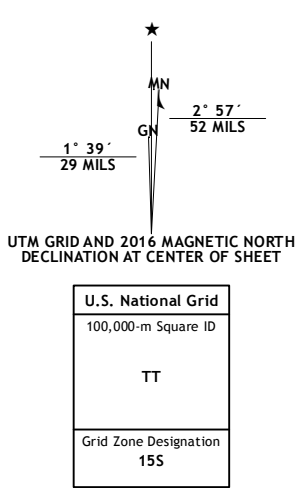 MN
2° 57´
52 MILS
GN
1° 39´
29 MILS
UTM GRID AND 2016 MAGNETIC NORTH
DECLINATION AT CENTER OF SHEET
U.S. National Grid
100,000-m Square ID
TT
Grid Zone Designation
15S